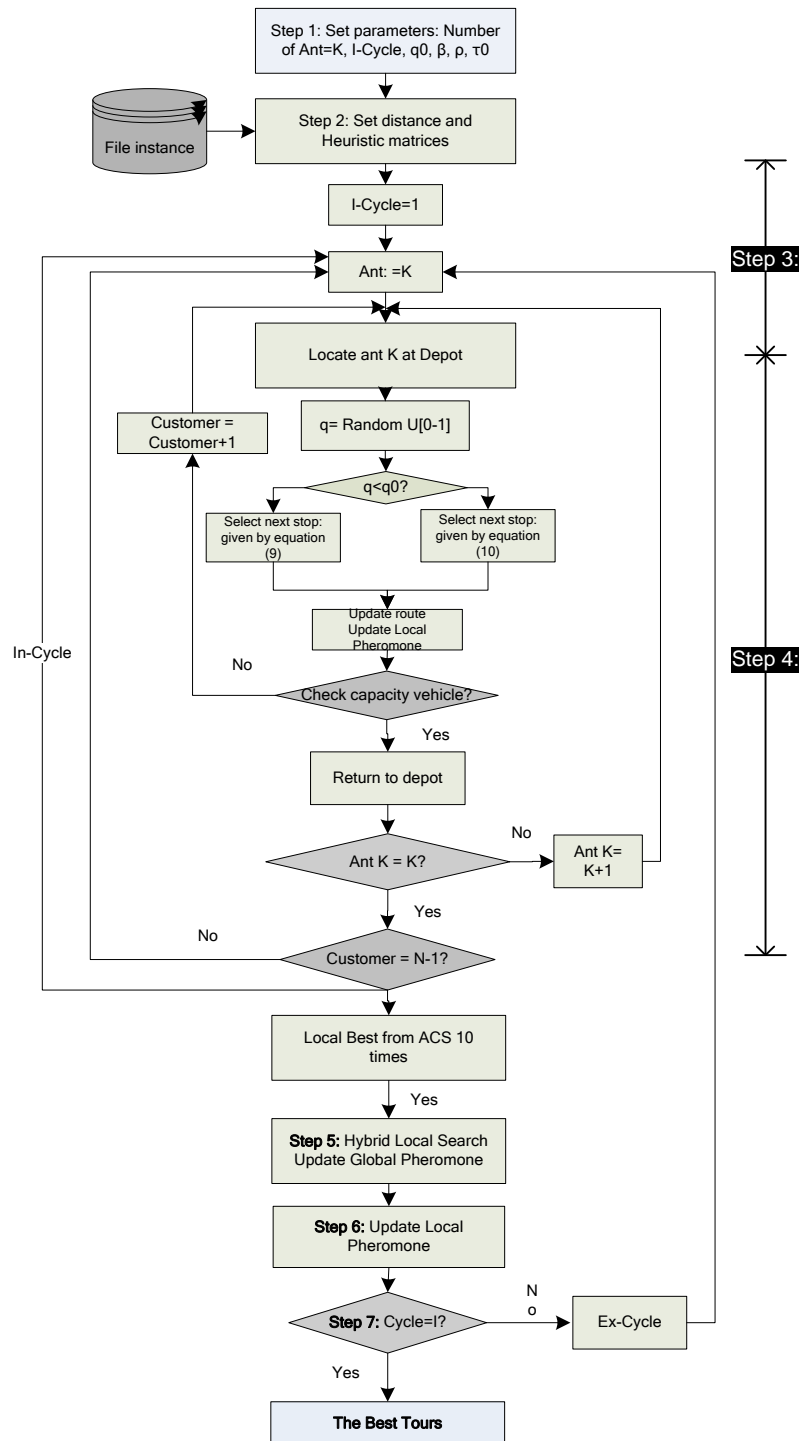 Step 1: Set parameters: Number
of Ant=K, I-Cycle, q0, β, ρ, τ0
File instance
Step 2: Set distance and
Heuristic matrices
I-Cycle=1
Ant: =K
Step 3:
Locate ant K at Depot
Customer =
Customer+1
q= Random U[0-1]
q<q0?
Select next stop:
given by equation
(9)
Select next stop:
given by equation
(10)
Update route
Update Local
Pheromone
In-Cycle
No
Step 4:
Check capacity vehicle?
Yes
Return to depot
Ant K = K?
No
Ant K=
K+1
Yes
No
Customer = N-1?
Local Best from ACS 10
times
Yes
Step 5: Hybrid Local Search
Update Global Pheromone
Step 6: Update Local
Pheromone
Step 7: Cycle=I?
N
o
Ex-Cycle
Yes
The Best Tours